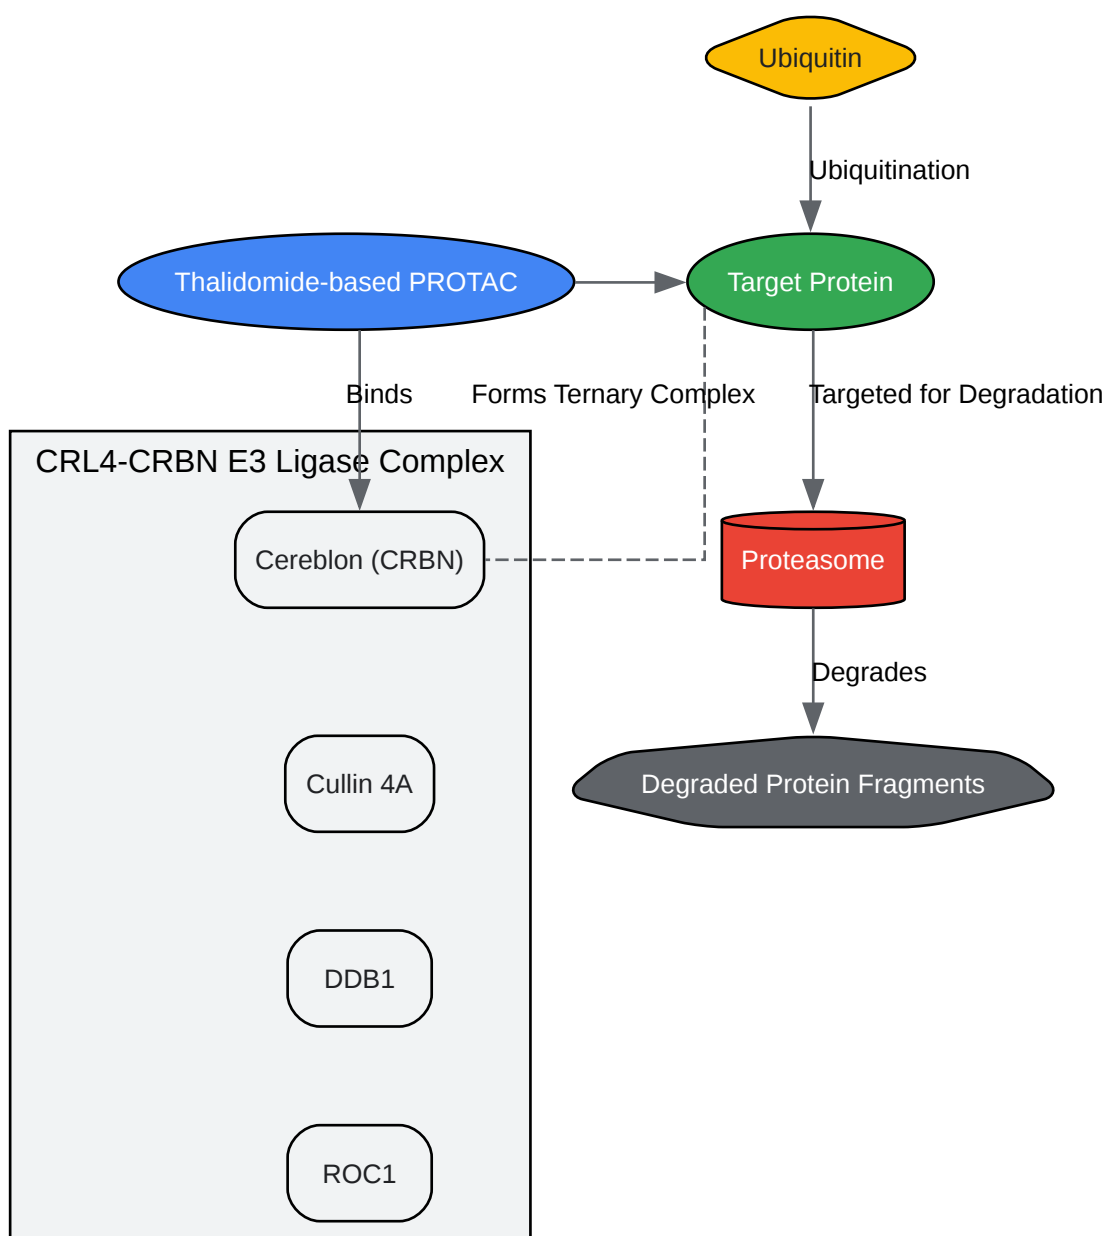 Ubiquitin
Ubiquitination
Thalidomide-based PROTAC
Target Protein
Binds
Forms Ternary Complex
Targeted for Degradation
CRL4-CRBN E3 Ligase Complex
Cereblon (CRBN)
Proteasome
Degrades
Cullin 4A
Degraded Protein Fragments
DDB1
ROC1